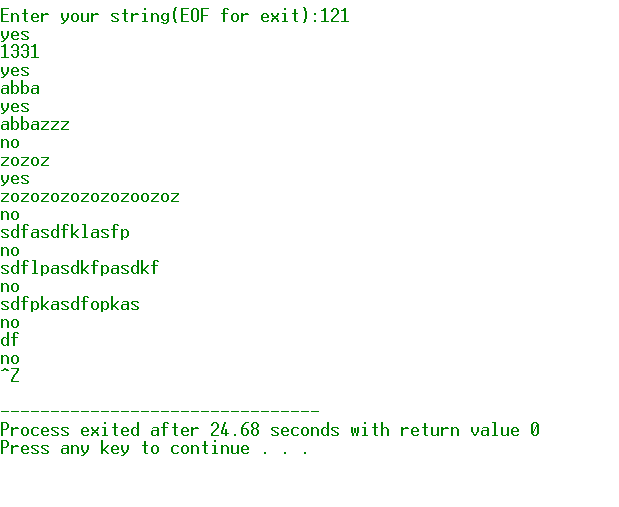 Enter your string(EOF for exit):121
yes
1331
yes
abba
yes
abbazzz
no
zozoz
yes
zozozozozozozoozoz
no
sdfasdfklasfp
no
sdflpasdkfpasdkf
no
sdfpkasdfopkas
no
df
no
^Z
--------------------------------
Process exited after 24.68 seconds with return value 0
Press any key to continue . . .